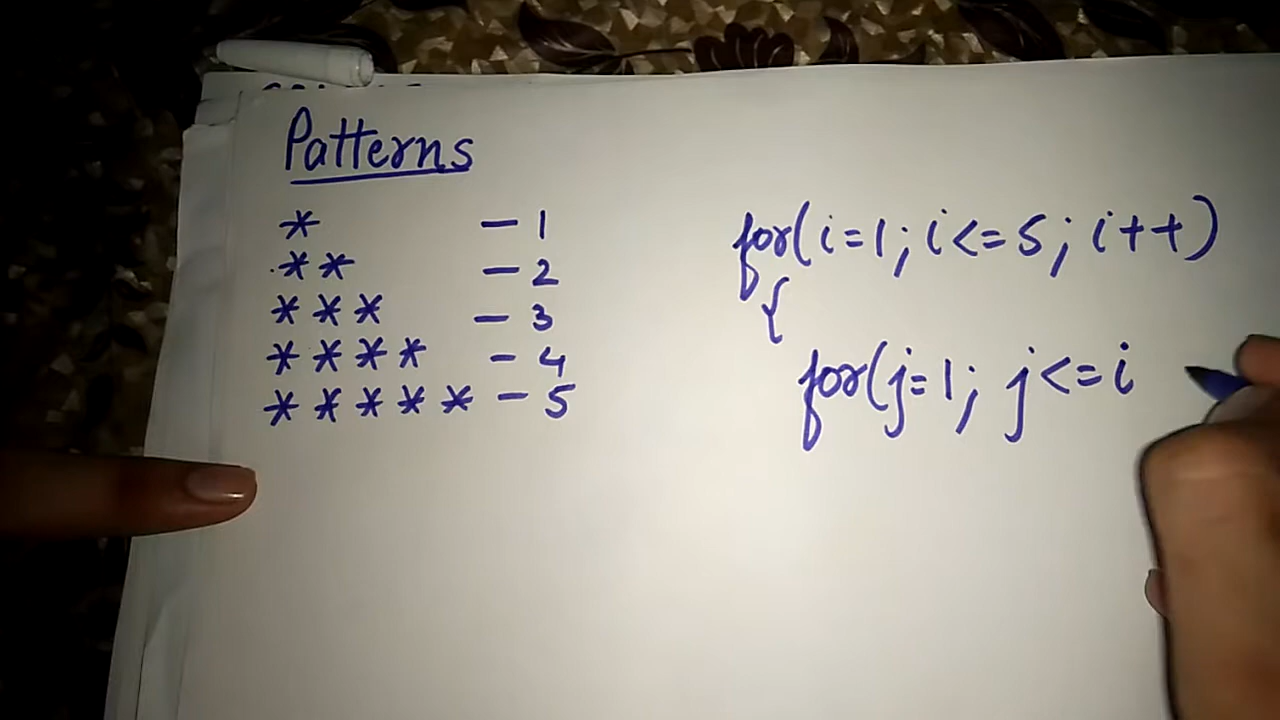 Patterns
* - 1
* * - 2
* * * - 3
* * * * - 4
* * * * * - 5
for(i=1; i<=5; i++)
{
for(j=1; j<=i